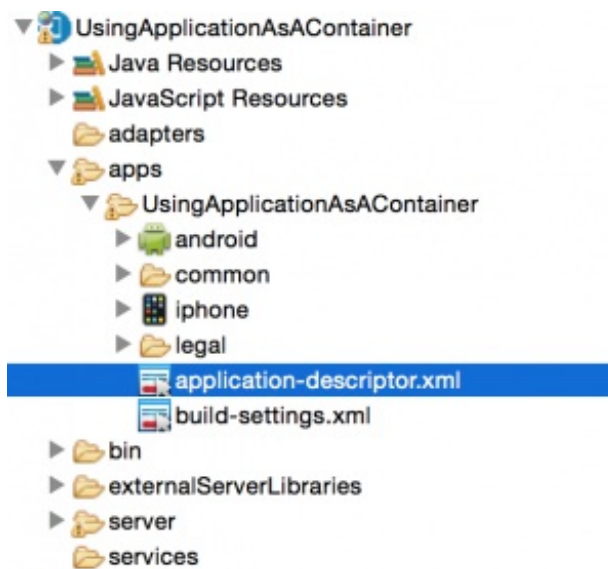 UsingApplicationAsAContainer
Java Resources
JavaScript Resources
adapters
apps
UsingApplicationAsAContainer
android
common
iphone
legal
application-descriptor.xml
build-settings.xml
bin
externalServerLibraries
server
services